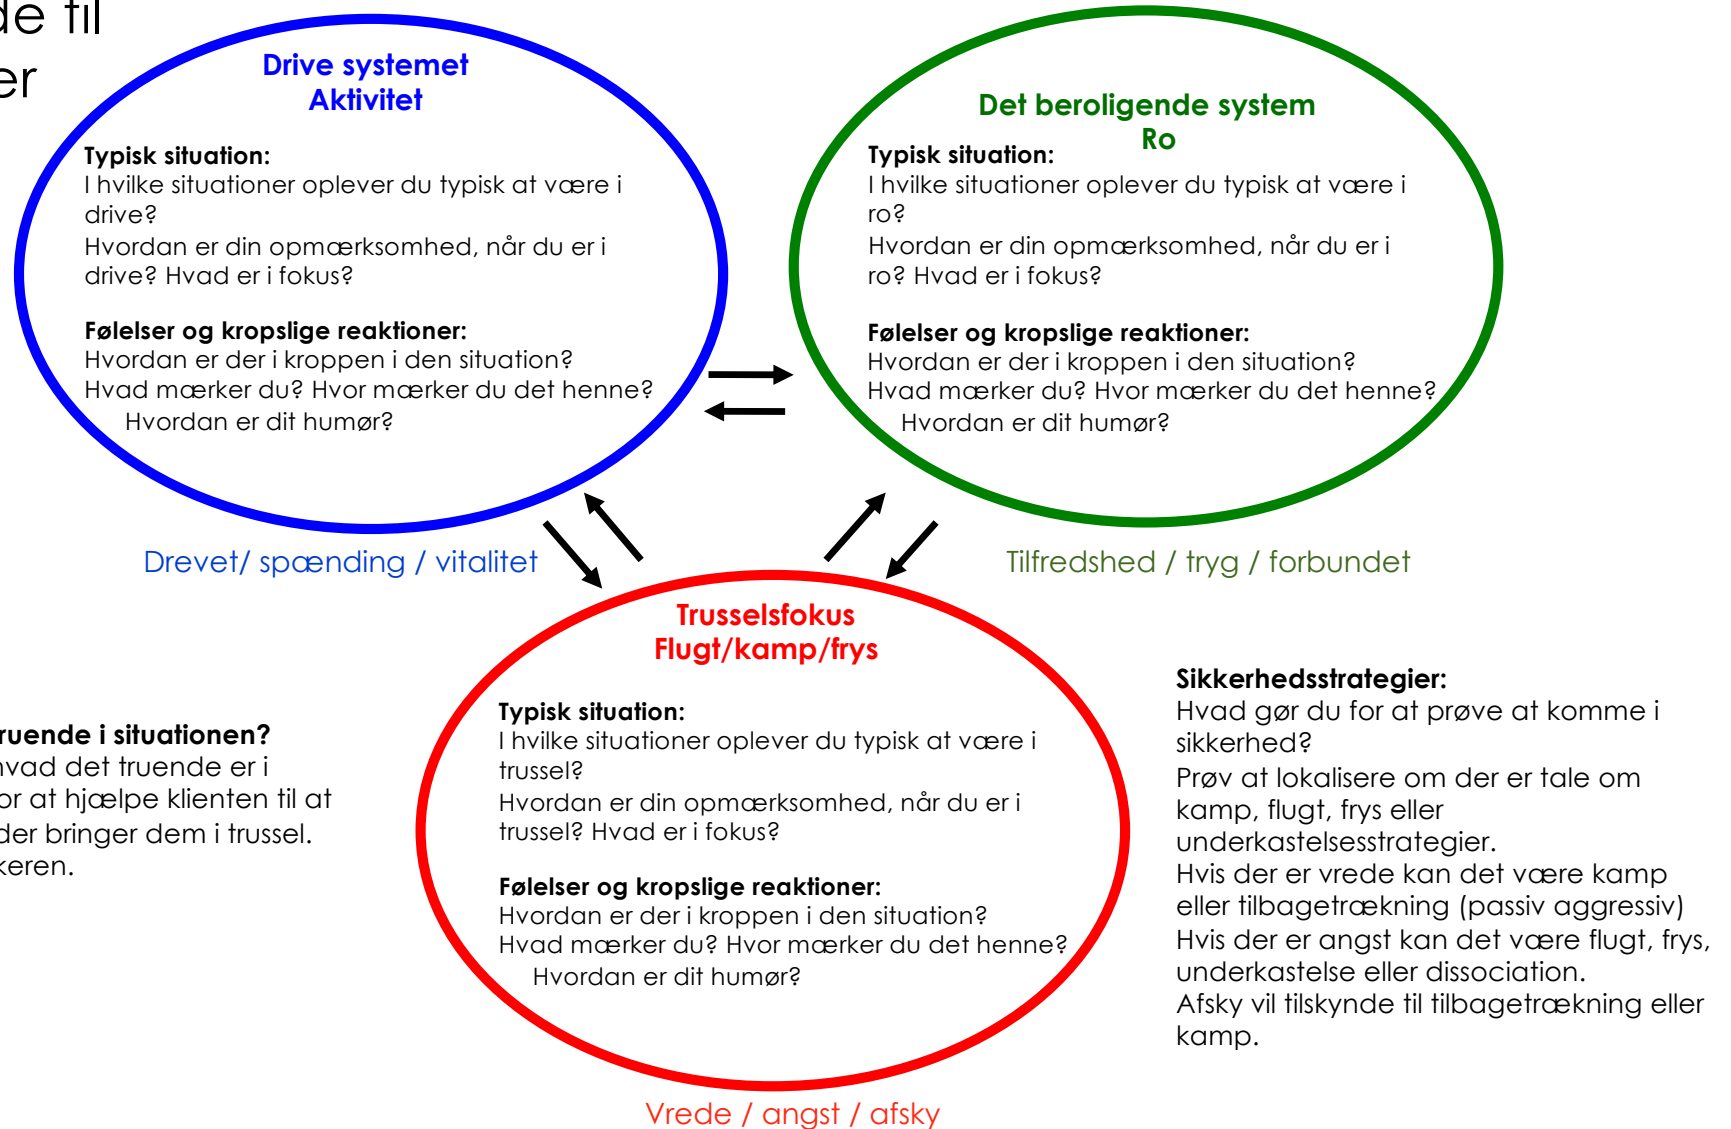 de til
er
Drive systemet
Aktivitet
Typisk situation:
I hvilke situationer oplever du typisk at være i
drive?
Hvordan er din opmærksomhed, når du er i
drive? Hvad er i fokus?
Følelser og kropslige reaktioner:
Hvordan er der i kroppen i den situation?
Hvad mærker du? Hvor mærker du det henne?
Hvordan er dit humør?
Drevet/ spænding / vitalitet
Det beroligende system
Ro
Typisk situation:
I hvilke situationer oplever du typisk at være i
ro?
Hvordan er din opmærksomhed, når du er i
ro? Hvad er i fokus?
Følelser og kropslige reaktioner:
Hvordan er der i kroppen i den situation?
Hvad mærker du? Hvor mærker du det henne?
Hvordan er dit humør?
Tilfredshed / tryg / forbundet
ruende i situationen?
hvad det truende er i
or at hjælpe klienten til at
der bringer dem i trussel.
keren.
Trusselsfokus
Flugt/kamp/frys
Typisk situation:
I hvilke situationer oplever du typisk at være i
trussel?
Hvordan er din opmærksomhed, når du er i
trussel? Hvad er i fokus?
Følelser og kropslige reaktioner:
Hvordan er der i kroppen i den situation?
Hvad mærker du? Hvor mærker du det henne?
Hvordan er dit humør?
Vrede / angst / afsky
Sikkerhedsstrategier:
Hvad gør du for at prøve at komme i
sikkerhed?
Prøv at lokalisere om der er tale om
kamp, flugt, frys eller
underkastelsesstrategier.
Hvis der er vrede kan det være kamp
eller tilbagetrækning (passiv aggressiv)
Hvis der er angst kan det være flugt, frys,
underkastelse eller dissociation.
Afsky vil tilskynde til tilbagetrækning eller
kamp.